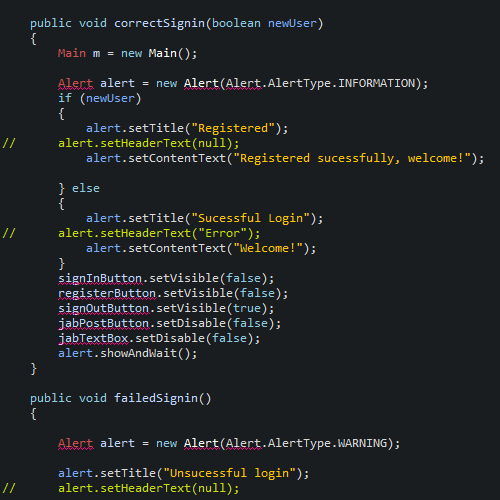 public void correctSignin(boolean newUser)
{
Main m = new Main();
Alert alert = new Alert(Alert.AlertType.INFORMATION);
if (newUser)
{
alert.setTitle("Registered");
// alert.setHeaderText(null);
alert.setContentText("Registered sucessfully, welcome!");
} else
{
alert.setTitle("Sucessful Login");
// alert.setHeaderText("Error");
alert.setContentText("Welcome!");
}
signInButton.setVisible(false);
registerButton.setVisible(false);
signOutButton.setVisible(true);
jabPostButton.setDisable(false);
jabTextBox.setDisable(false);
alert.showAndWait();
}
public void failedSignin()
{
Alert alert = new Alert(Alert.AlertType.WARNING);
alert.setTitle("Unsucessful login");
// alert.setHeaderText(null);